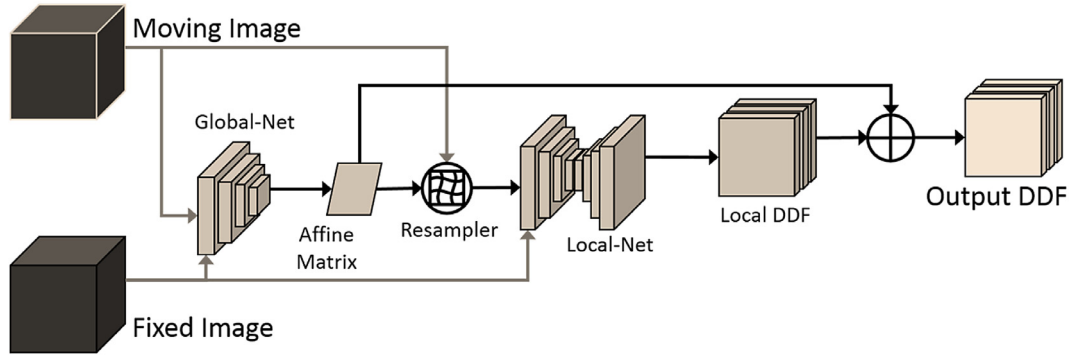 Moving Image
Global-Net
Affine
Matrix
Resampler
Local-Net
Local DDF
Output DDF
Fixed Image